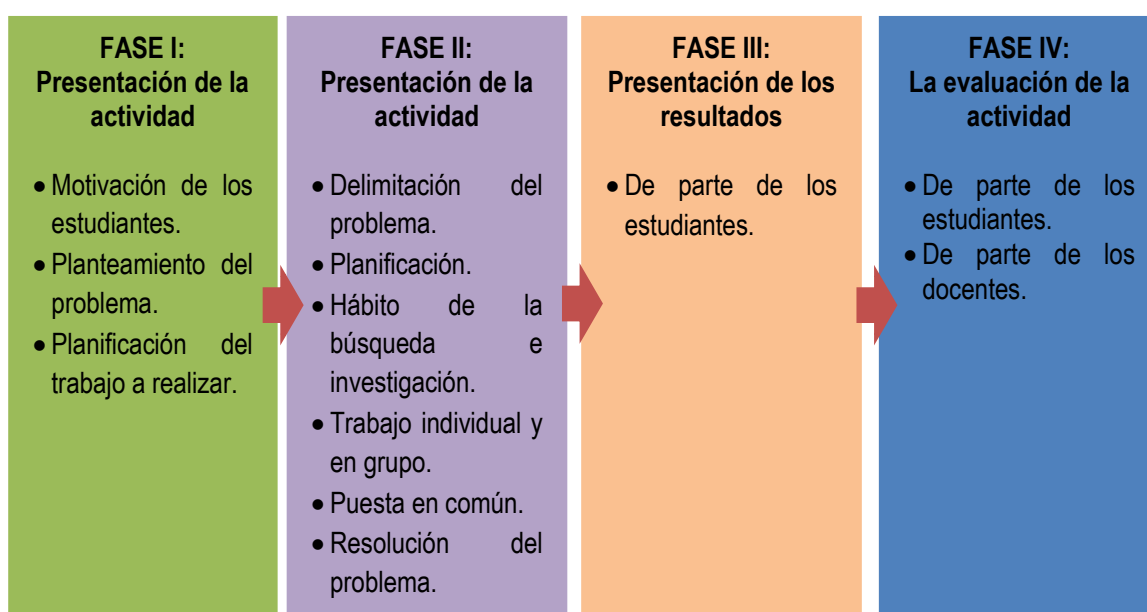 FASE I:
Presentación de la
actividad
• Motivación de los
estudiantes.
• Planteamiento del
problema.
• Planificación del
trabajo a realizar.
FASE II:
Presentación de la
actividad
• Delimitación del
problema.
• Planificación.
• Hábito de la
búsqueda e
investigación.
• Trabajo individual y
en grupo.
• Puesta en común.
• Resolución del
problema.
FASE III:
Presentación de los
resultados
• De parte de los
estudiantes.
FASE IV:
La evaluación de la
actividad
• De parte de los
estudiantes.
• De parte de los
docentes.